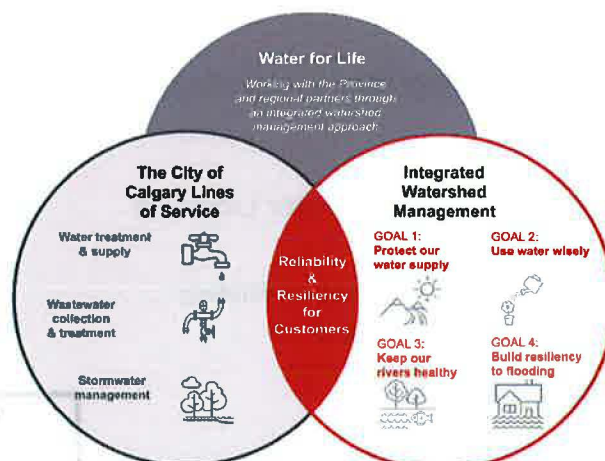 Water for Life
Working with the Province
and regional partners through
an integrated watershed
management approach
The City of
Calgary Lines
of Service
Water treatment
& supply
Wastewater
collection
& treatment
Stormwater
management
Reliability
&
Resiliency
for
Customers
Integrated
Watershed
Management
GOAL 1:
Protect our
water supply
GOAL 2:
Use water wisely
GOAL 3:
Keep our
rivers healthy
GOAL 4:
Build resiliency
to flooding